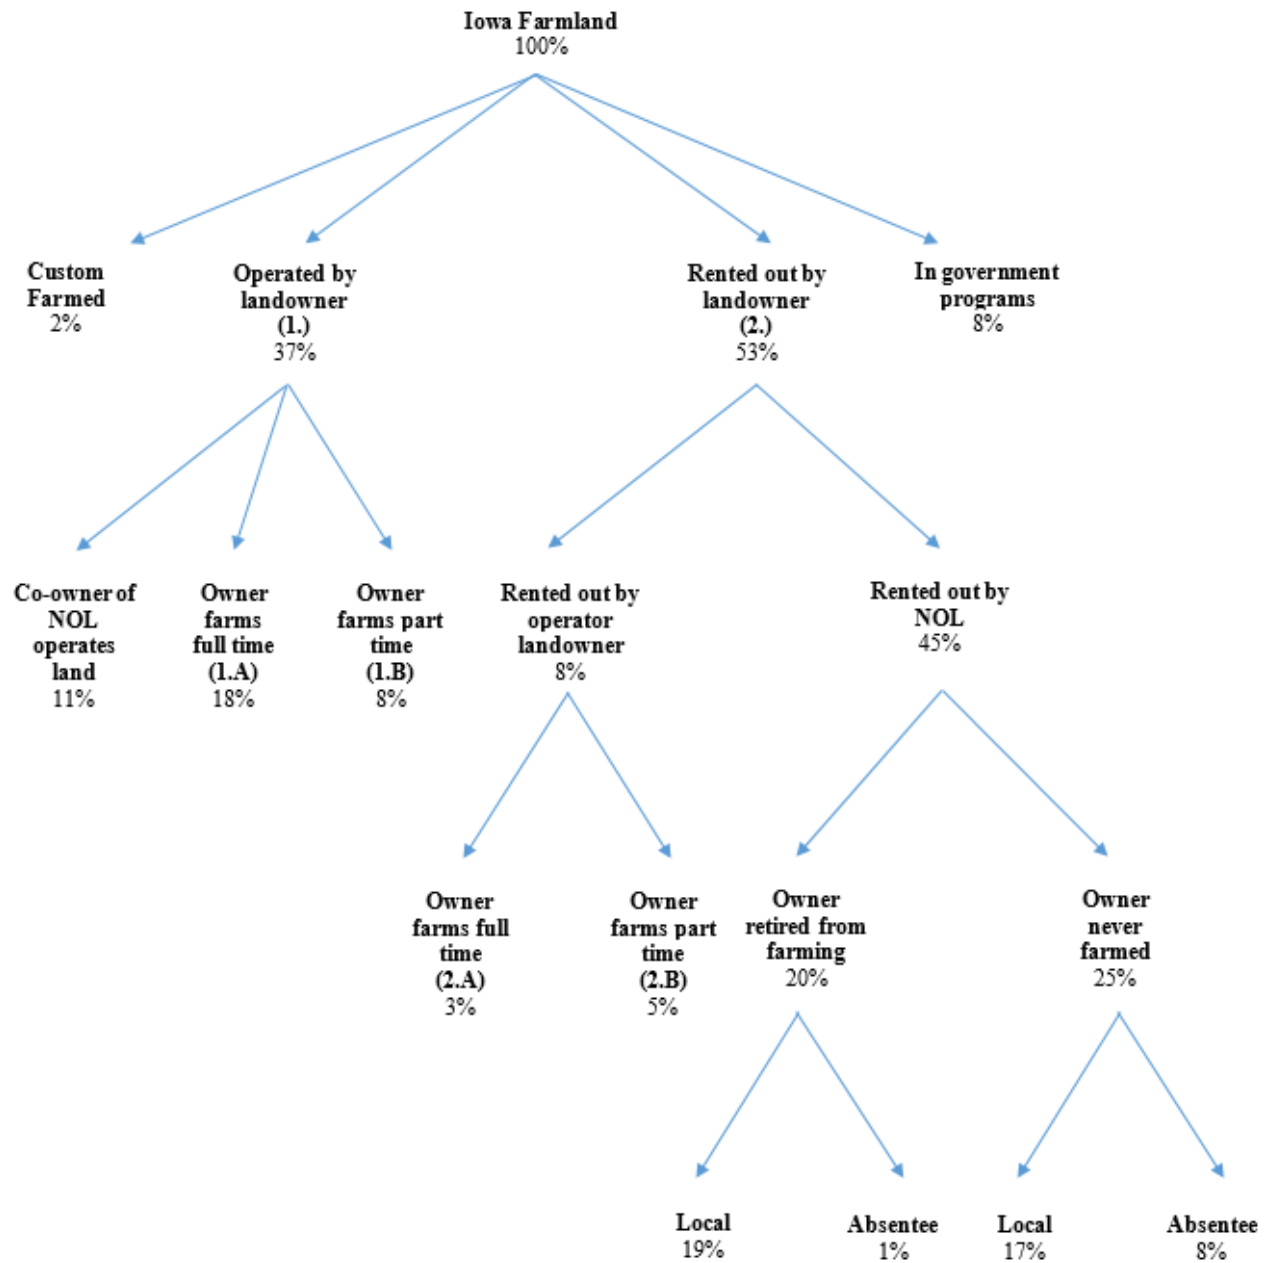 Iowa Farmland
100%
Custom
Farmed
2%
Operated by
landowner
(1.)
37%
Rented out by
landowner
(2.)
53%
In government
programs
8%
Co-owner of
NOL
operates
land
11%
Owner
farms
full time
(1.A)
18%
Owner
farms part
time
(1.B)
8%
Rented out by
operator
landowner
8%
Rented out by
NOL
45%
Owner
farms full
time
(2.A)
3%
Owner
farms part
time
(2.B)
5%
Owner
retired from
farming
20%
Owner
never
farmed
25%
Local
19%
Absentee
1%
Local
17%
Absentee
8%